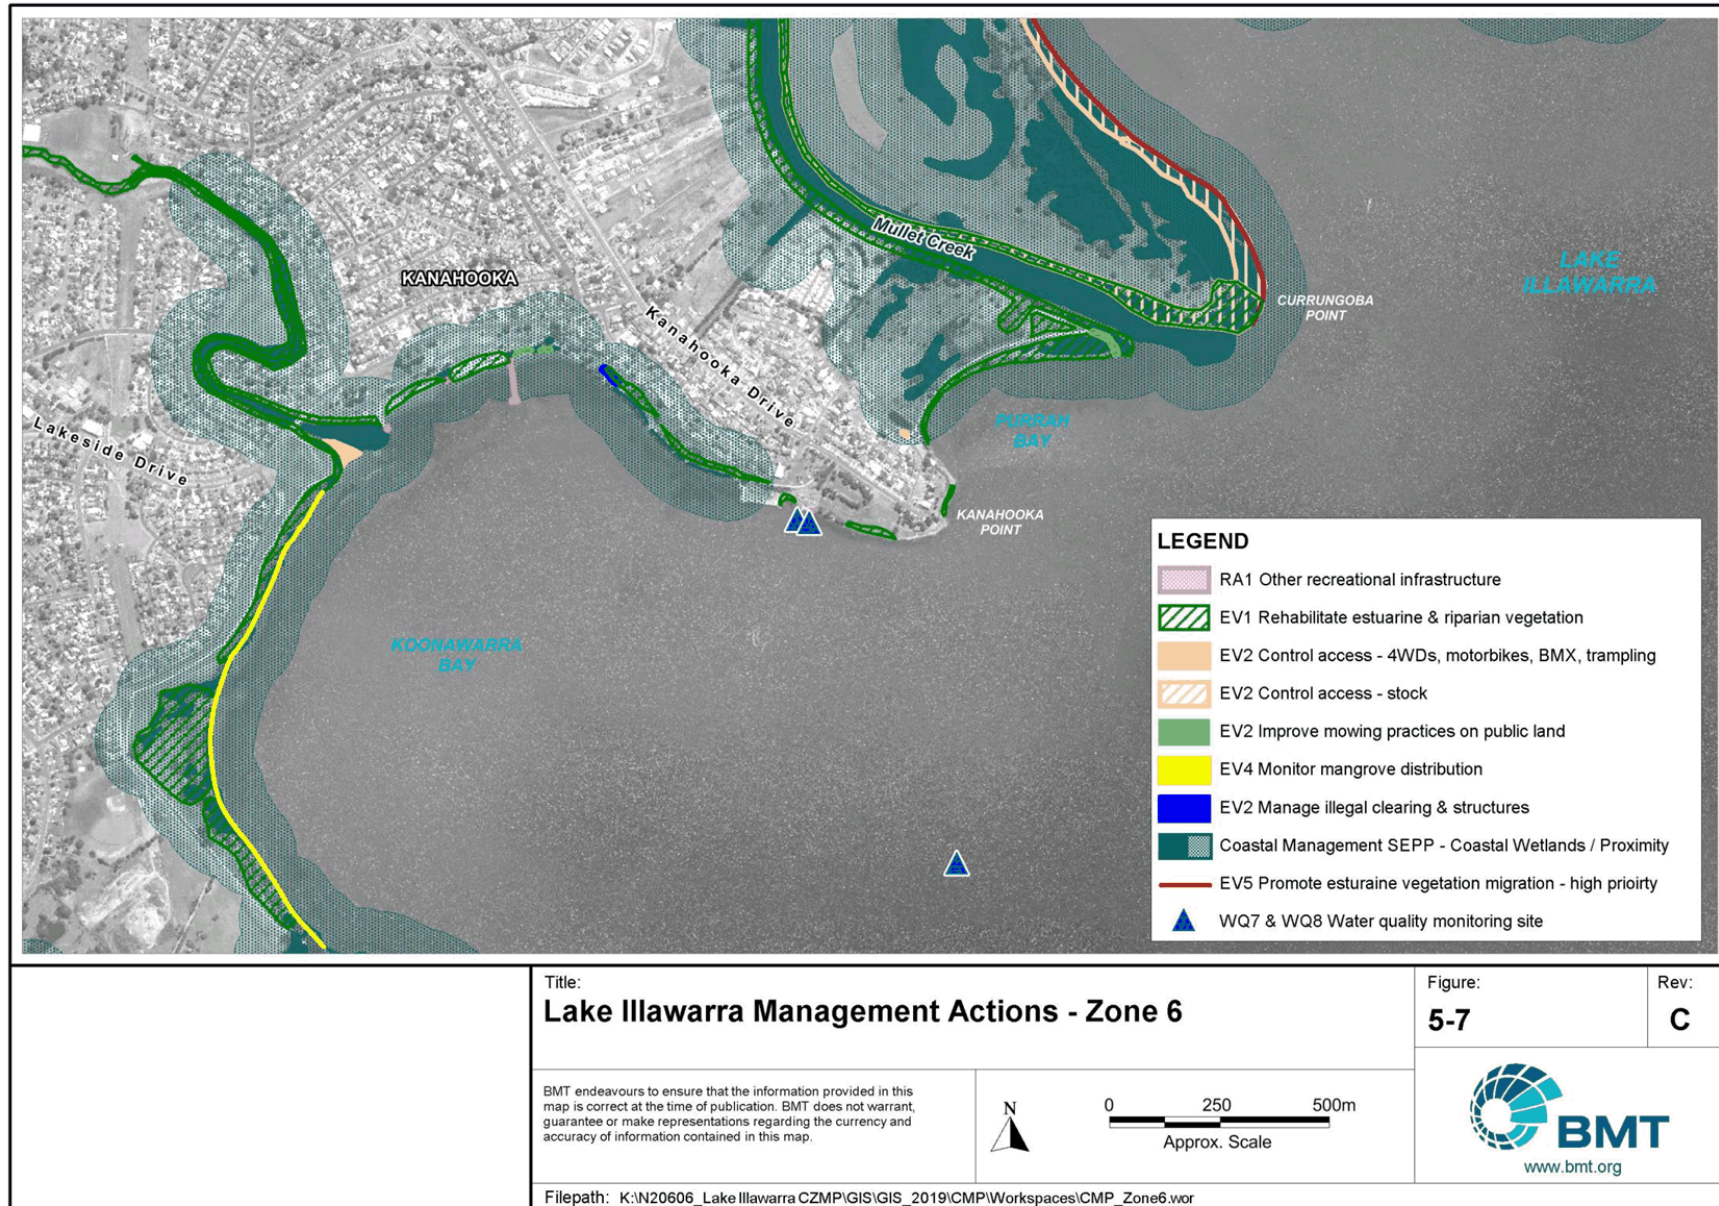 KANAHOOKA
Mullet Creek
LAKE
ILLAWARRA
CURRUNGOBA
POINT
Kanahooka Drive
Lakeside Drive
PURRAH
BAY
KANAHOOKA
POINT
KOONAWARRA
BAY
LEGEND
RA1 Other recreational infrastructure
EV1 Rehabilitate estuarine & riparian vegetation
EV2 Control access - 4WDs, motorbikes, BMX, trampling
EV2 Control access - stock
EV2 Improve mowing practices on public land
EV4 Monitor mangrove distribution
EV2 Manage illegal clearing & structures
Coastal Management SEPP - Coastal Wetlands / Proximity
EV5 Promote esturaine vegetation migration - high prioirty
WQ7 & WQ8 Water quality monitoring site
Title:
Lake Illawarra Management Actions - Zone 6
Figure:
5-7
Rev:
C
BMT endeavours to ensure that the information provided in this
map is correct at the time of publication. BMT does not warrant,
guarantee or make representations regarding the currency and
accuracy of information contained in this map.
N
0 250 500m
Approx. Scale
BMT
www.bmt.org
Filepath: K:\N20606_Lake Illawarra CZMP\GIS\GIS_2019\CMP\Workspaces\CMP_Zone6.wor